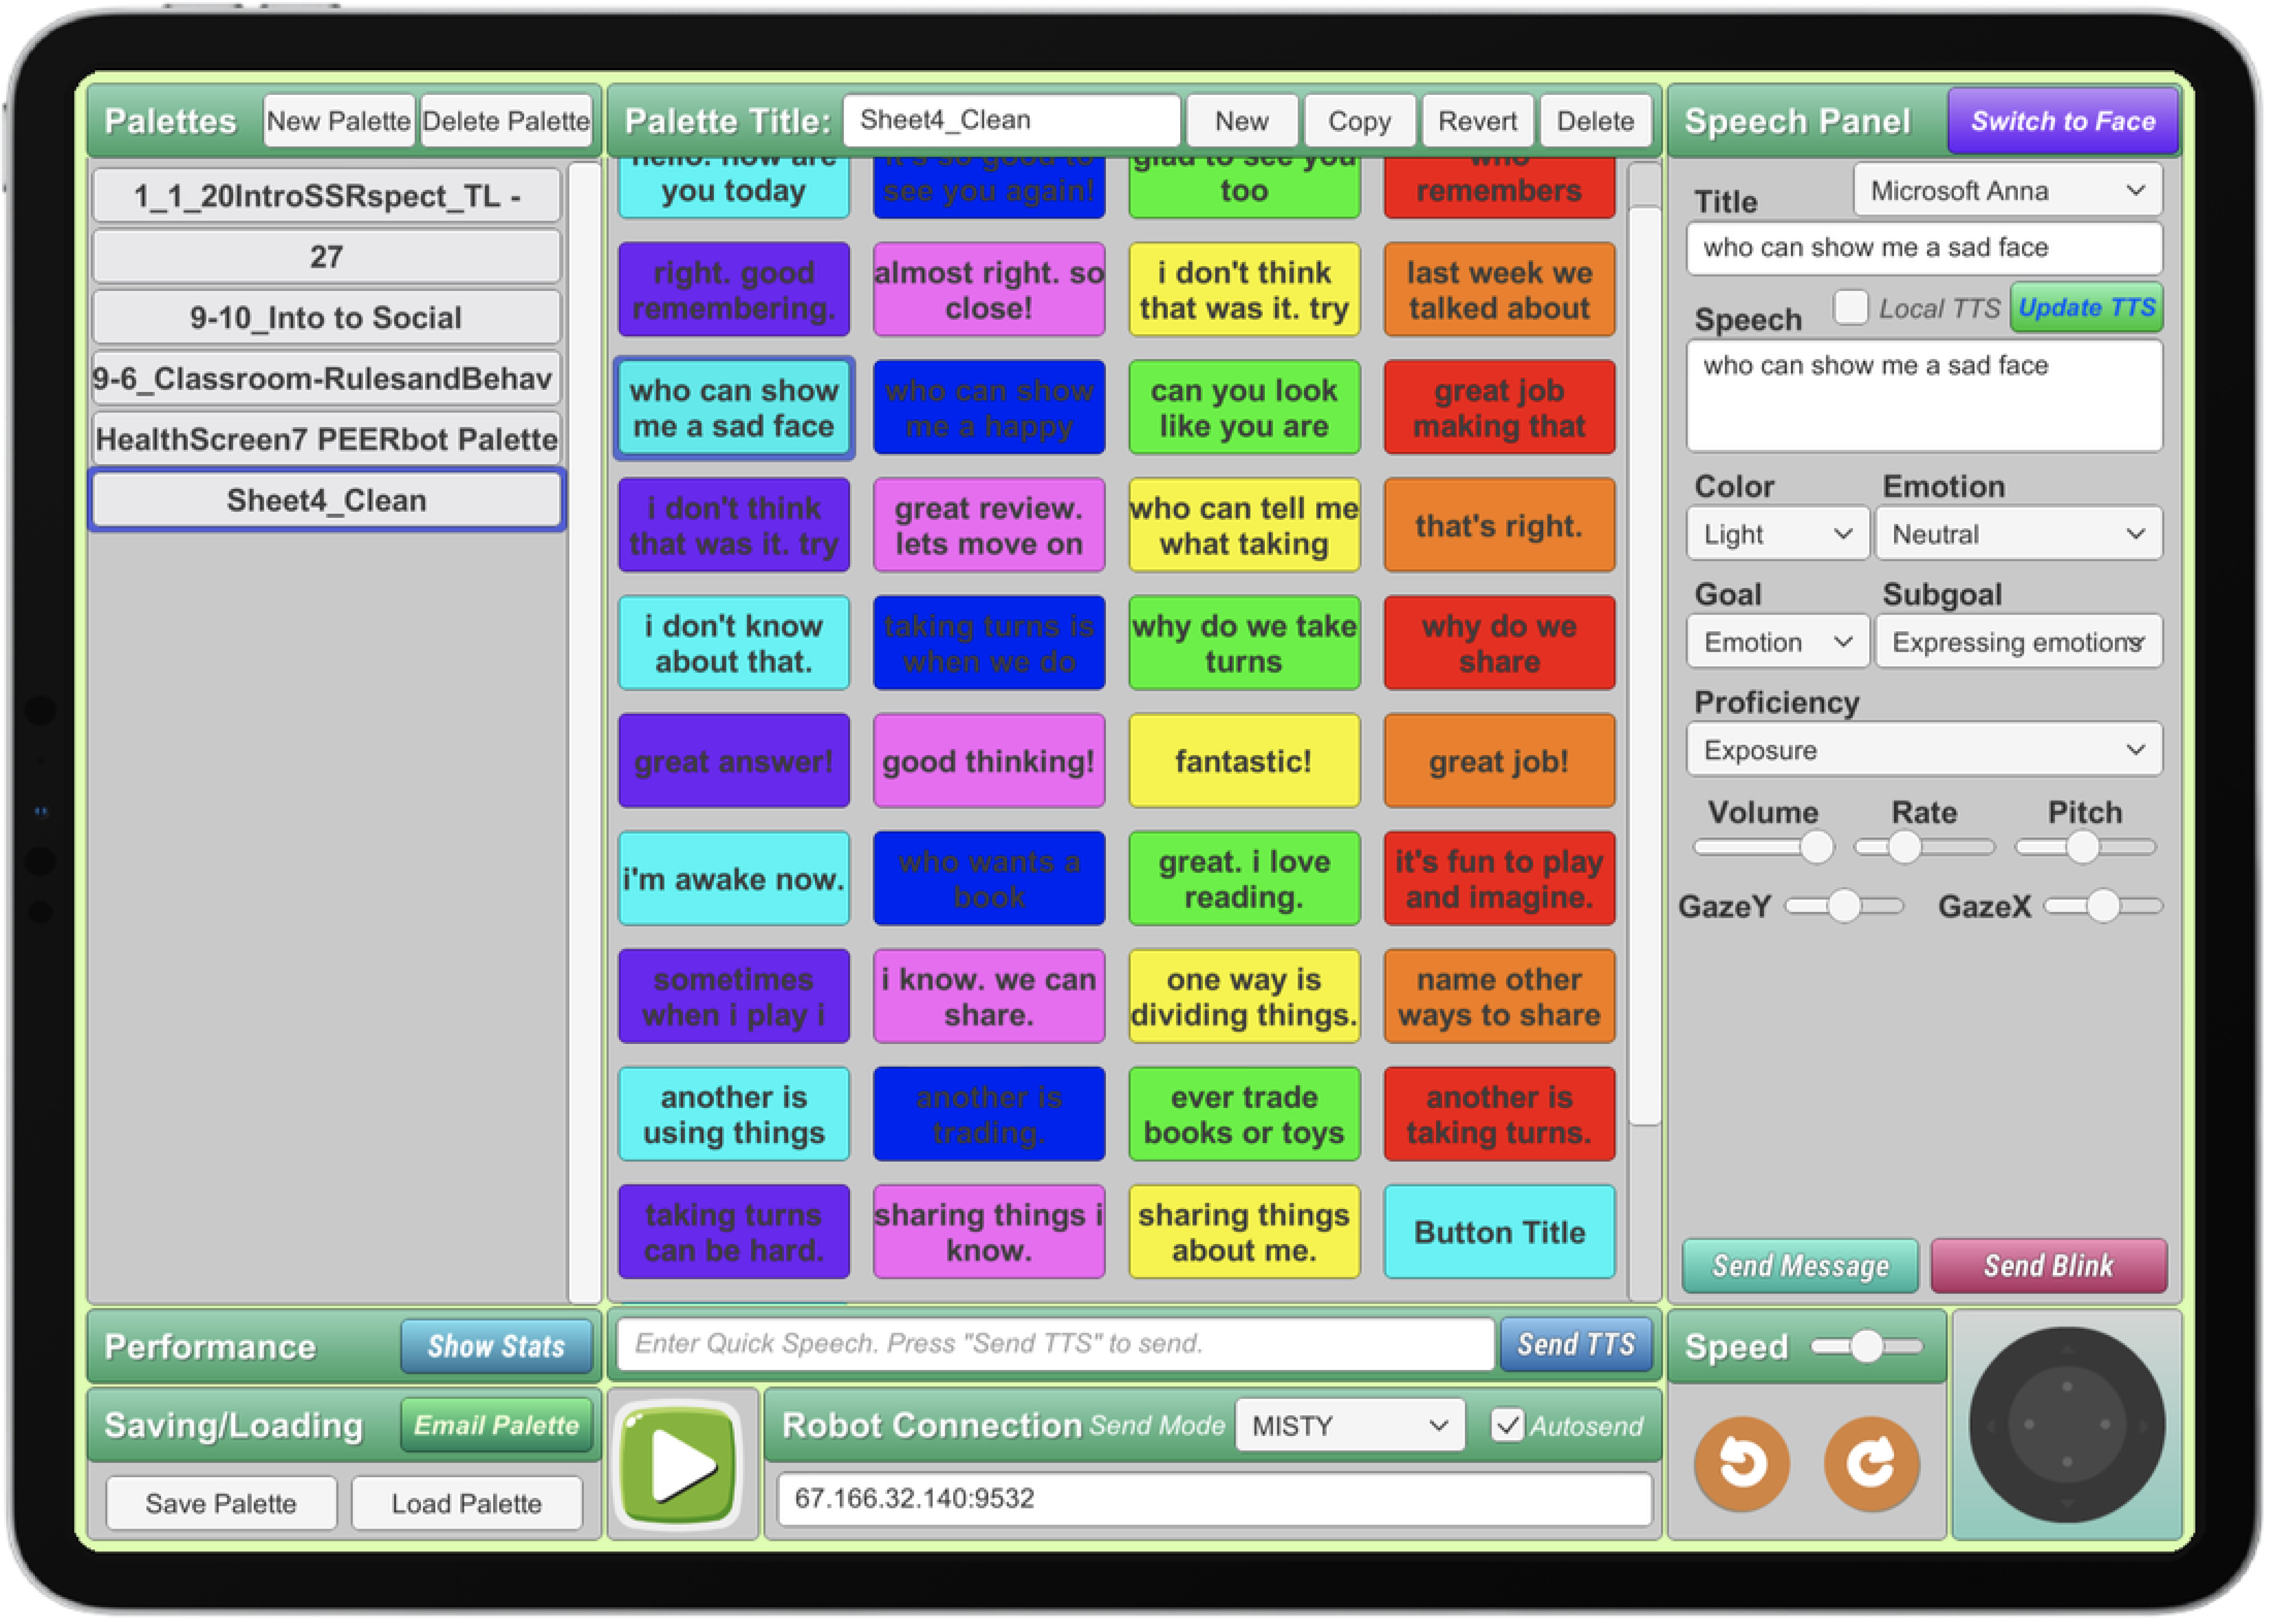 Palettes
New Palette
Delete Palette
1_1_20IntroSSRspect_TL -
27
9-10_Into to Social
9-6_Classroom-RulesandBehav
HealthScreen7 PEERbot Palette
Sheet4_Clean
Performance
Show Stats
Saving/Loading
Email Palette
Save Palette
Load Palette
Palette Title:
Sheet4_Clean
New
Copy
Revert
Delete
hello. how are
you today
it's so good to
see you again!
glad to see you
too
who
remembers
right. good
remembering.
almost right. so
close!
i don't think
that was it. try
last week we
talked about
who can show
me a sad face
who can show
me a happy
can you look
like you are
great job
making that
i don't think
that was it. try
great review.
lets move on
who can tell me
what taking
that's right.
i don't know
about that.
taking turns is
when we do
why do we take
turns
why do we
share
great answer!
good thinking!
fantastic!
great job!
i'm awake now.
who wants a
book
great. i love
reading.
it's fun to play
and imagine.
sometimes
when i play i
i know. we can
share.
one way is
dividing things.
name other
ways to share
another is
using things
another is
trading.
ever trade
books or toys
another is
taking turns.
taking turns
can be hard.
sharing things i
know.
sharing things
about me.
Button Title
Enter Quick Speech. Press "Send TTS" to send.
Send TTS
Robot Connection
Send Mode
MISTY
Autosend
67.166.32.140:9532
Speech Panel
Switch to Face
Title
Microsoft Anna
who can show me a sad face
Speech
Local TTS
Update TTS
who can show me a sad face
Color
Emotion
Light
Neutral
Goal
Subgoal
Emotion
Expressing emotions
Proficiency
Exposure
Volume
Rate
Pitch
GazeY
GazeX
Send Message
Send Blink
Speed